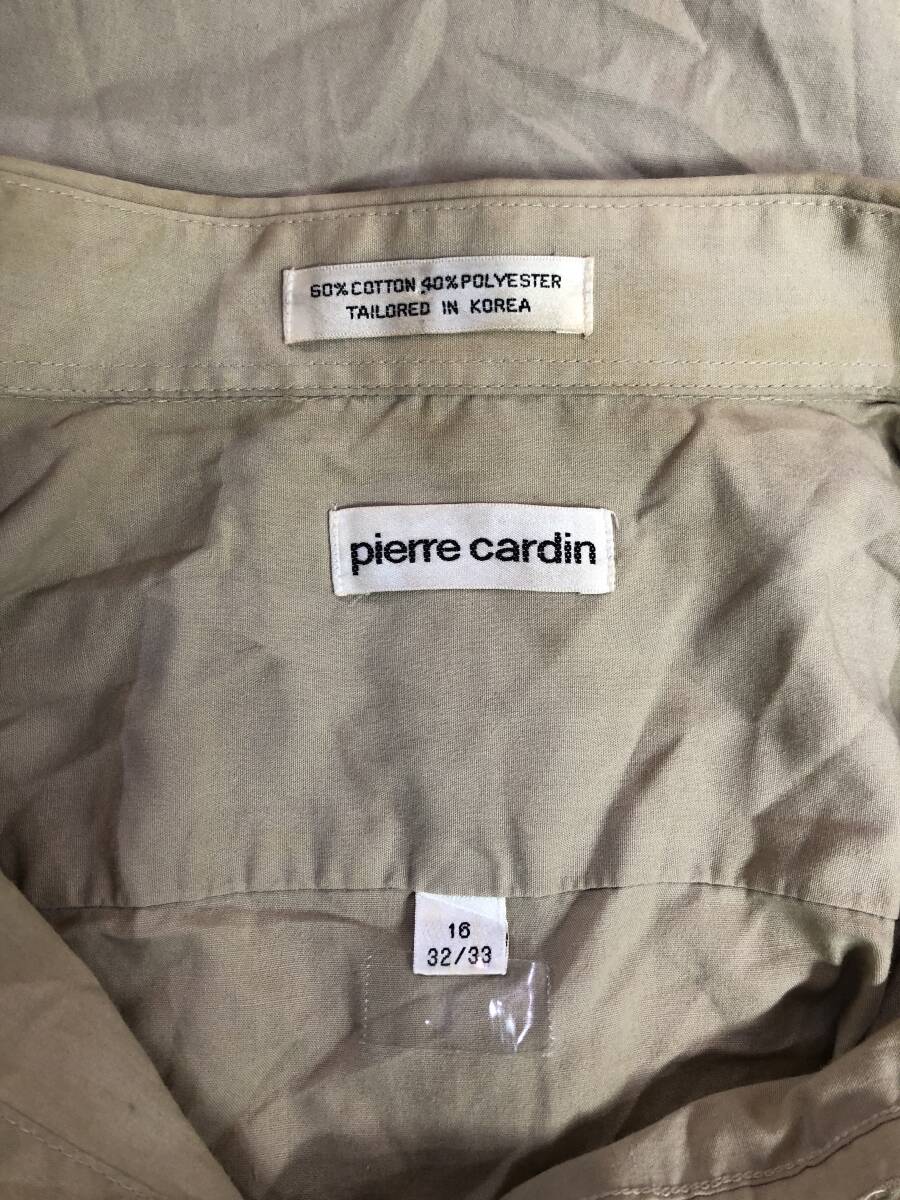 60%COTTON 40%POLYESTER
TAILORED IN KOREA
pierre cardin
16
32/33